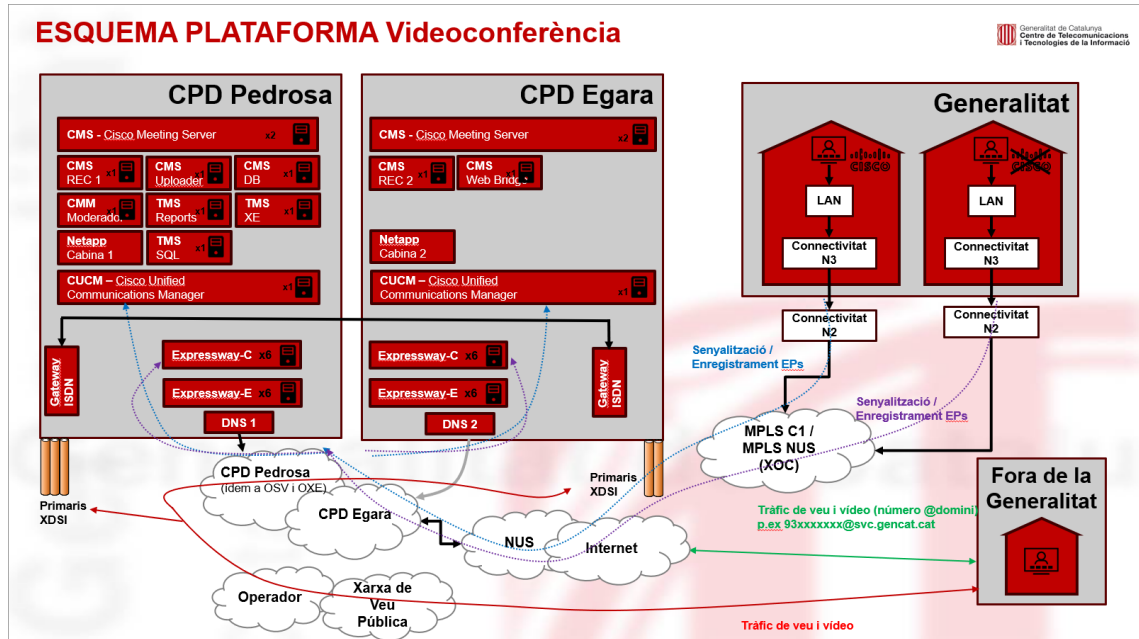 ESQUEMA PLATAFORMA Videoconferència
Generalitat de Catalunya
Centre de Telecomunicacions
i Tecnologies de la Informació
CPD Pedrosa
CMS - Cisco Meeting Server
x2
CMS
REC 1
x1
CMS
Uploader
x1
CMS
DB
x1
CMM
Moderador
x1
TMS
Reports
x1
TMS
XE
x1
Netapp
Cabina 1
TMS
SQL
x1
CUCM – Cisco Unified
Communications Manager
x1
Gateway
ISDN
Expressway-C x6
Expressway-E x6
DNS 1
Primaris
XDSI
CPD Egara
CMS - Cisco Meeting Server
x2
CMS
REC 2
x1
CMS
Web Bridge
x1
Netapp
Cabina 2
CUCM – Cisco Unified
Communications Manager
x1
Expressway-C x6
Expressway-E x6
Gateway
ISDN
DNS 2
Primaris
XDSI
Generalitat
CISCO
CISCO
LAN
LAN
Connectivitat
N3
Connectivitat
N3
Connectivitat
N2
Connectivitat
N2
Senyalització /
Enregistrament EPs
Senyalització /
Enregistrament EPs
MPLS C1 /
MPLS NUS
(XOC)
CPD Pedrosa
(ídem a OSV i OXE)
CPD Egara
NUS
Internet
Operador
Xarxa de
Veu
Pública
Tràfic de veu i vídeo (número @domini)
p.ex 93xxxxxxx@svc.gencat.cat
Fora de la
Generalitat
Tràfic de veu i vídeo